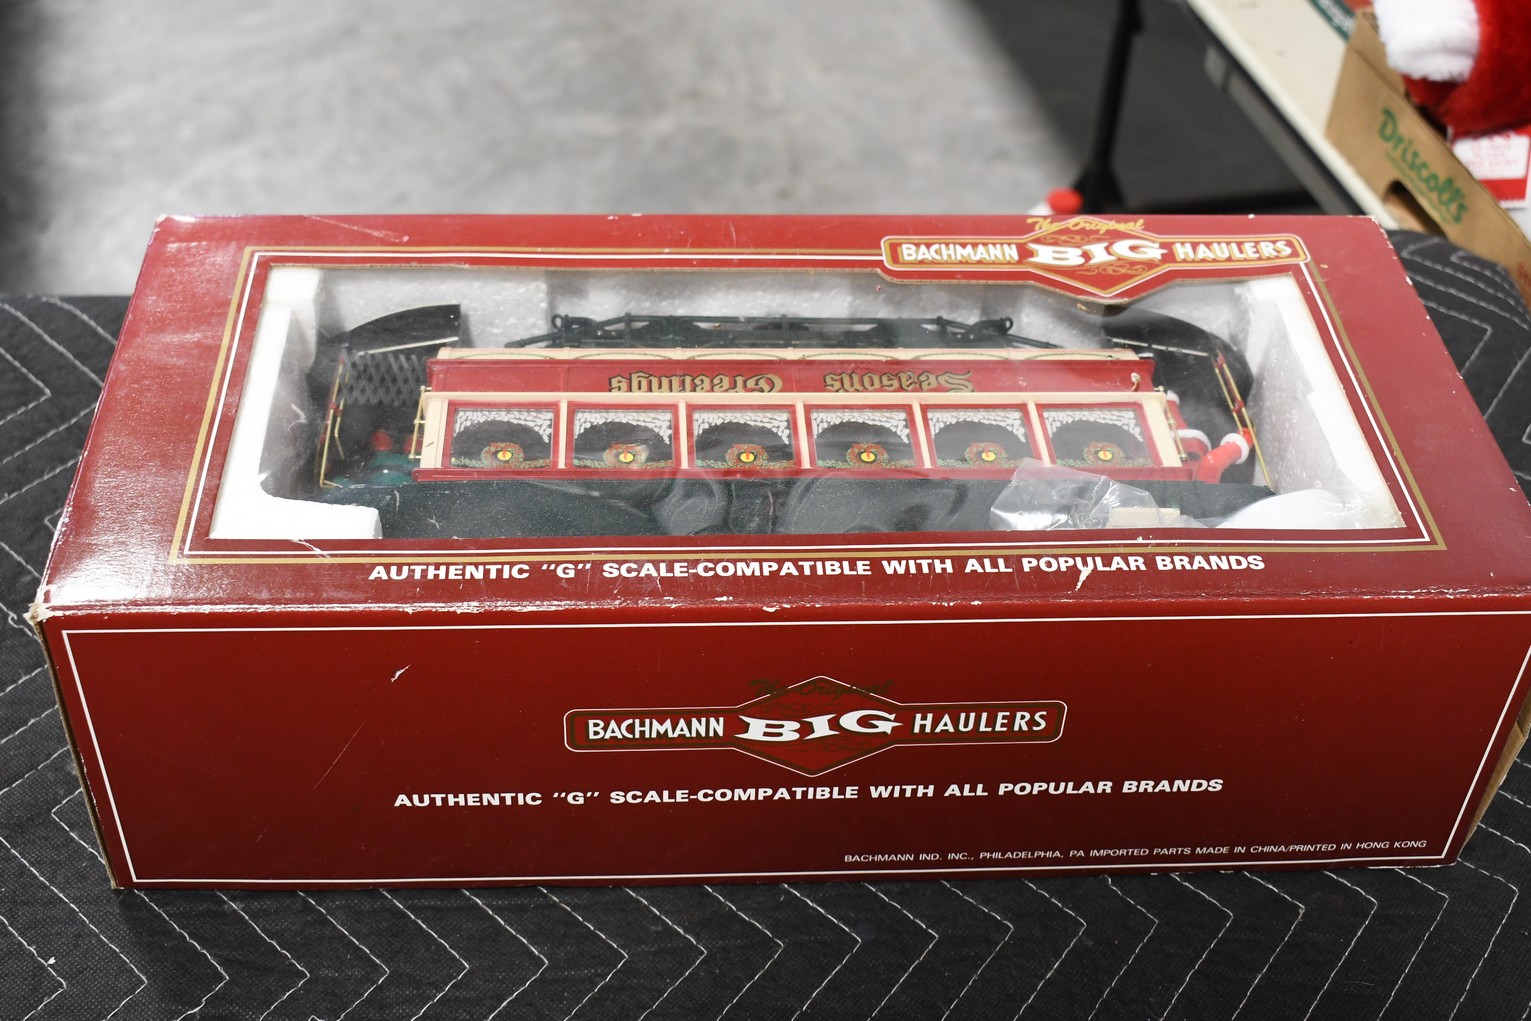 Driscoll's
The Original
BACHMANN BIG HAULERS
Seasons Greetings
AUTHENTIC "G" SCALE-COMPATIBLE WITH ALL POPULAR BRANDS
The Original
BACHMANN BIG HAULERS
AUTHENTIC "G" SCALE-COMPATIBLE WITH ALL POPULAR BRANDS
BACHMANN IND. INC., PHILADELPHIA, PA IMPORTED PARTS MADE IN CHINA/PRINTED IN HONG KONG